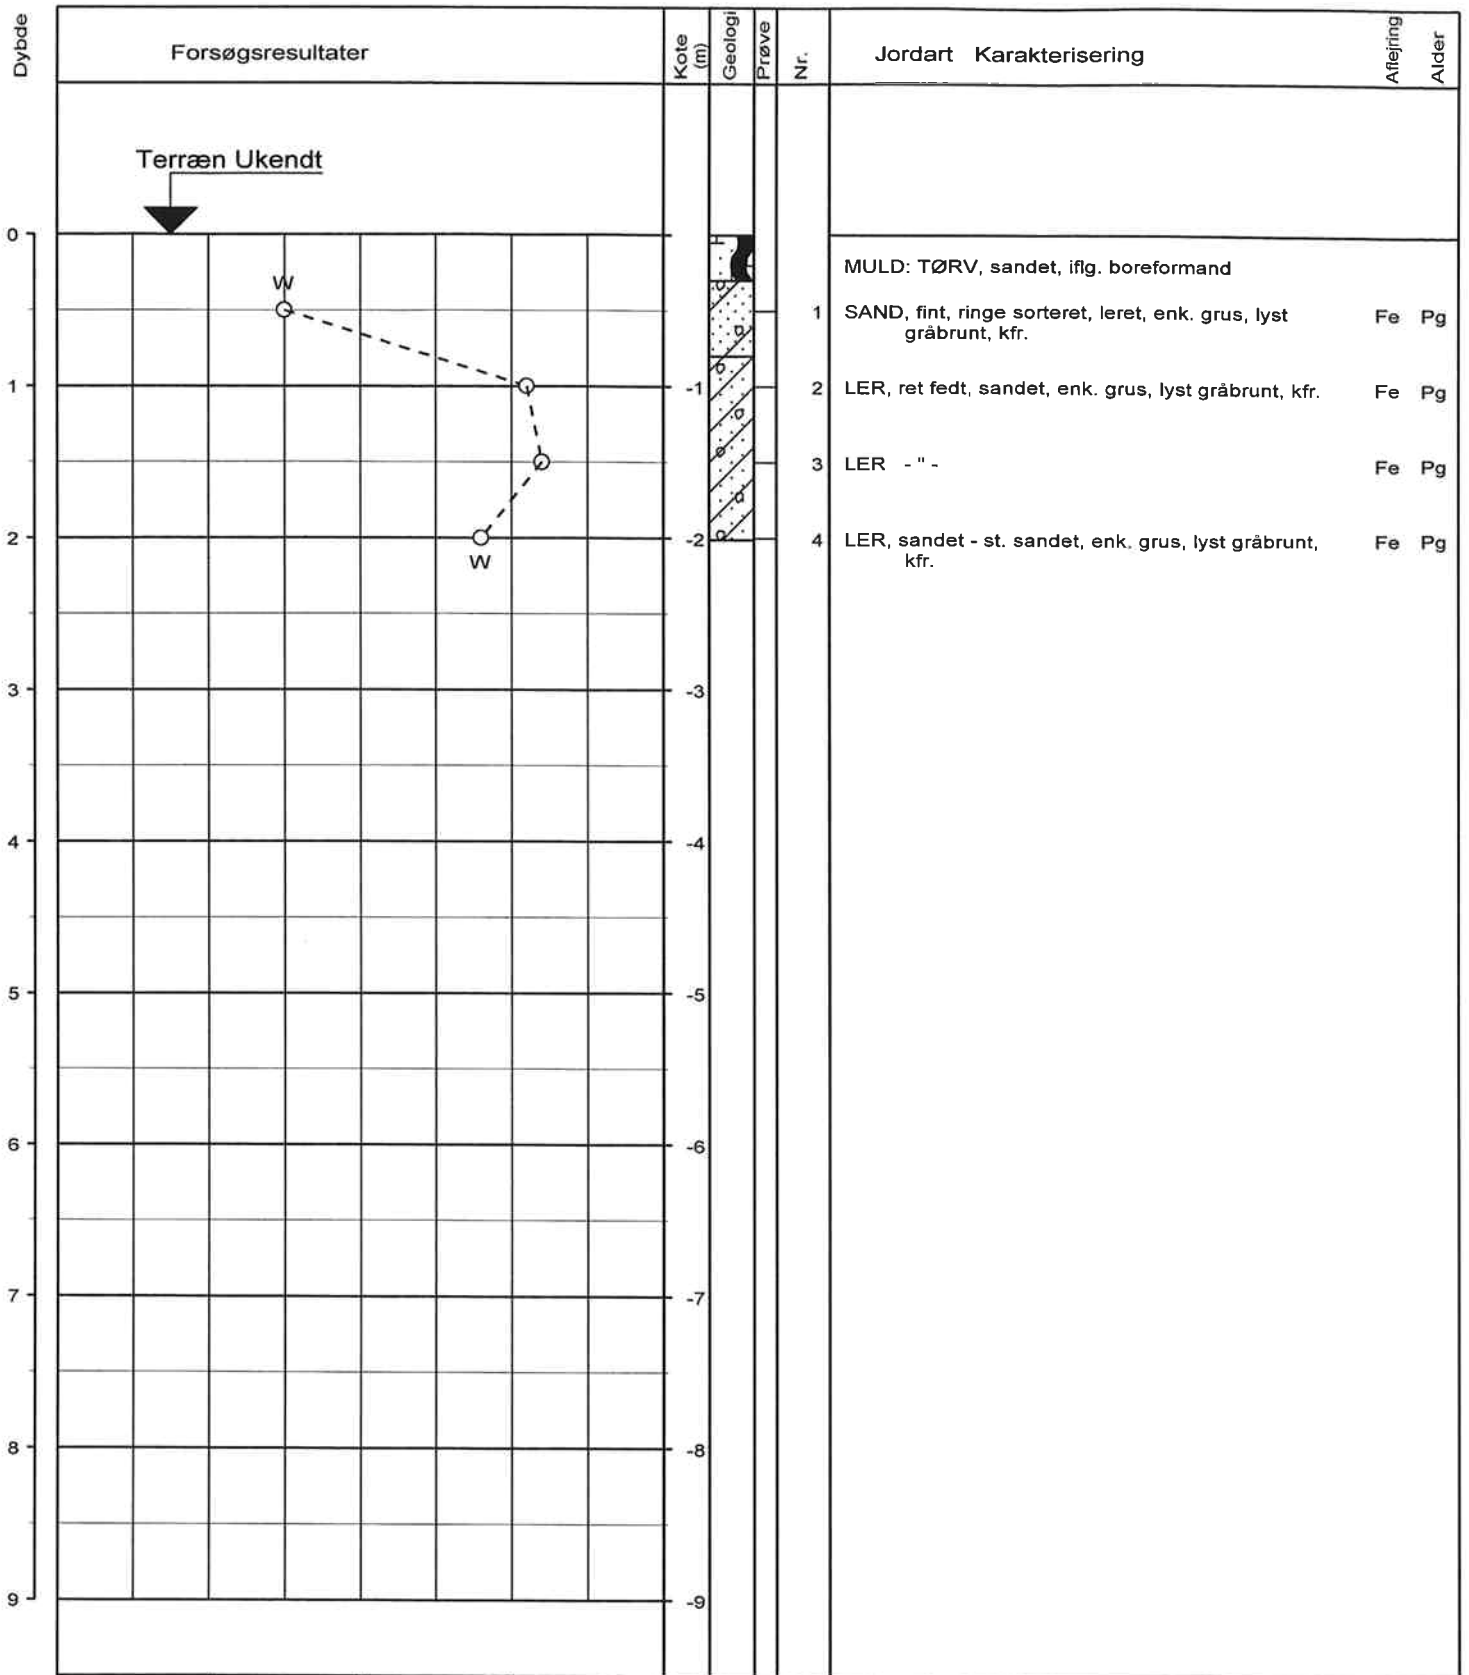 Dybde
Forsøgsresultater
Kote (m)
Geologi
Prøve
Nr.
Jordart Karakterisering
Aflejring
Alder
Terræn Ukendt
0
MULD: TØRV, sandet, iflg. boreformand
W
1 SAND, fint, ringe sorteret, leret, enk. grus, lyst Fe Pg
gråbrunt, kfr.
1 -1 2 LER, ret fedt, sandet, enk. grus, lyst gråbrunt, kfr. Fe Pg
3 LER - " - Fe Pg
2 -2 4 LER, sandet - st. sandet, enk. grus, lyst gråbrunt, Fe Pg
kfr.
W
3 -3
4 -4
5 -5
6 -6
7 -7
8 -8
9 -9